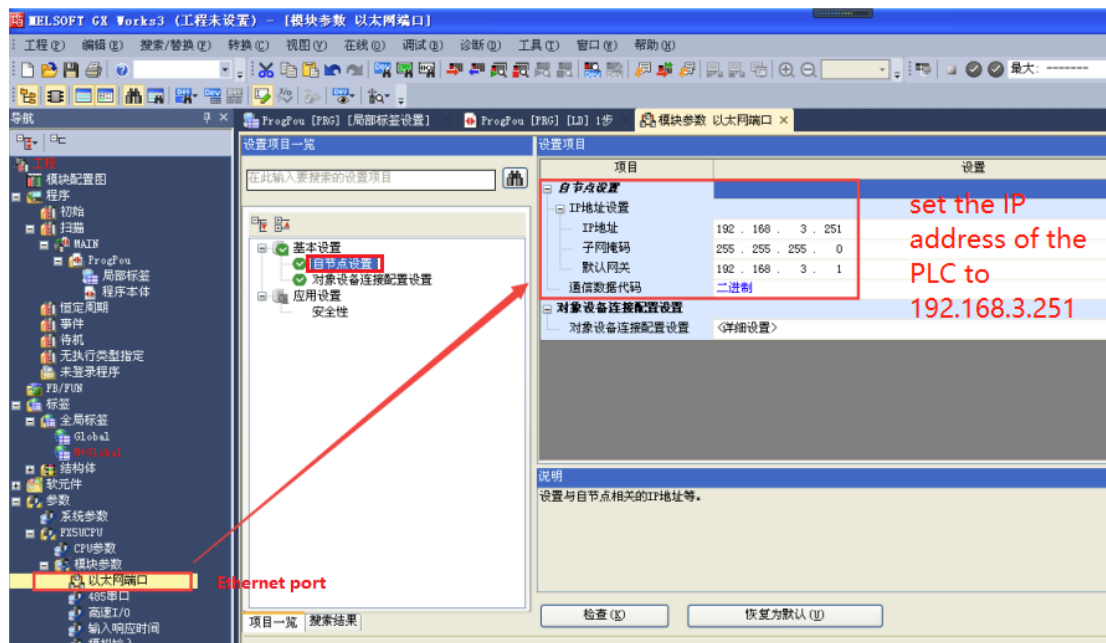 MELSOFT GX Works3 (工程未设置) - [模块参数 以太网端口]
工程(P) 编辑(E) 搜索/替换(F) 转换(C) 视图(V) 在线(O) 调试(B) 诊断(D) 工具(T) 窗口(W) 帮助(H)
最大: -------
导航
ProgPou [PRG] [局部标签设置]
ProgPou [PRG] [LD] 1步
模块参数 以太网端口
工程
模块配置图
程序
初始
扫描
MAIN
ProgPou
局部标签
程序本体
恒定周期
事件
待机
无执行类型指定
未登录程序
FB/FUN
标签
全局标签
Global
M+Global
结构体
软元件
参数
系统参数
FX5UCPU
CPU参数
模块参数
以太网端口
485串口
高速I/O
输入响应时间
Ethernet port
设置项目一览
在此输入要搜索的设置项目
基本设置
自节点设置
对象设备连接配置设置
应用设置
安全性
项目一览 搜索结果
设置项目
项目 设置
自节点设置
IP地址设置
IP地址 192 . 168 . 3 . 251
子网掩码 255 . 255 . 255 . 0
默认网关 192 . 168 . 3 . 1
通信数据代码 二进制
对象设备连接配置设置
对象设备连接配置设置 <详细设置>
set the IP
address of the
PLC to
192.168.3.251
说明
设置与自节点相关的IP地址等。
检查(K) 恢复为默认(U)